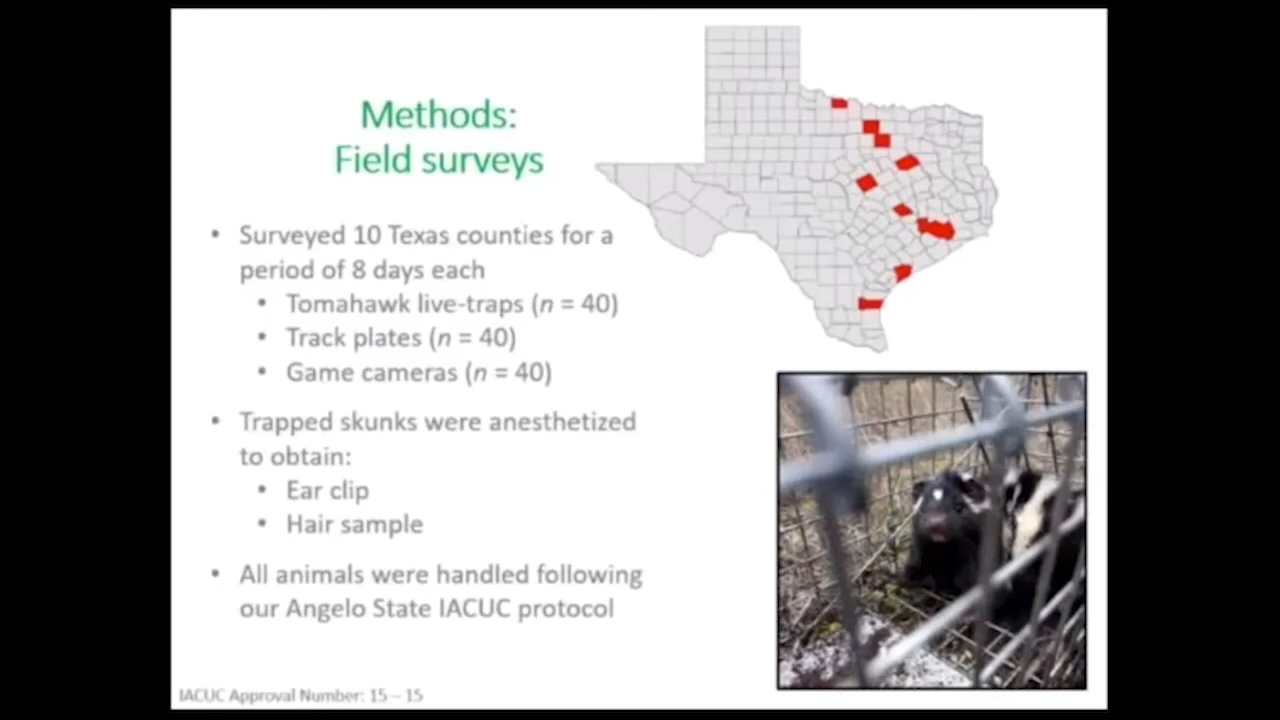 Methods:
Field surveys
• Surveyed 10 Texas counties for a
period of 8 days each
• Tomahawk live-traps (n = 40)
• Track plates (n = 40)
• Game cameras (n = 40)
• Trapped skunks were anesthetized
to obtain:
• Ear clip
• Hair sample
• All animals were handled following
our Angelo State IACUC protocol
IACUC Approval Number: 15 – 15